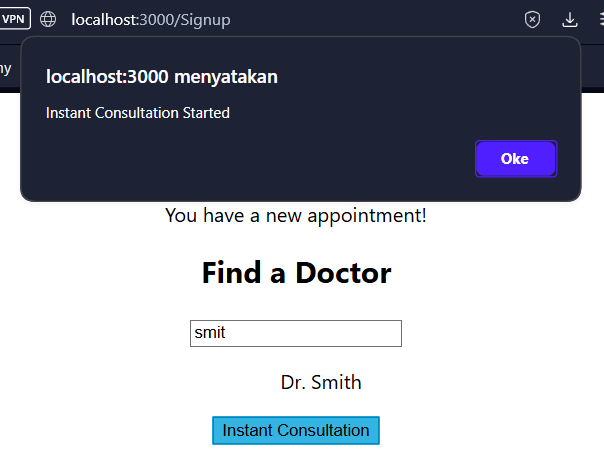 VPN localhost:3000/Signup
localhost:3000 menyatakan
Instant Consultation Started
Oke
You have a new appointment!
Find a Doctor
smit
Dr. Smith
Instant Consultation